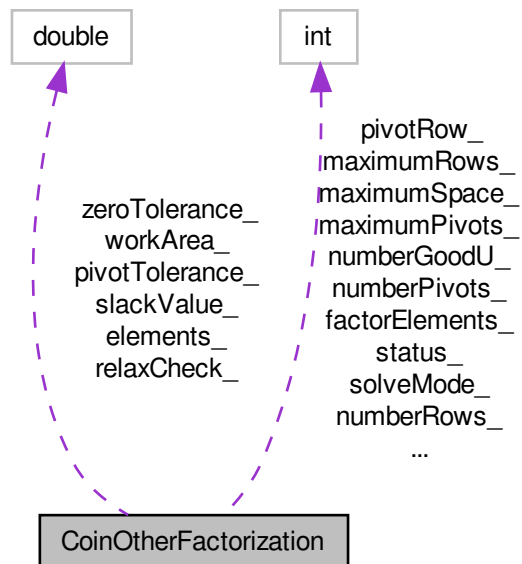 double
int
pivotRow_
maximumRows_
maximumSpace_
maximumPivots_
numberGoodU_
numberPivots_
factorElements_
status_
solveMode_
numberRows_
...
zeroTolerance_
workArea_
pivotTolerance_
slackValue_
elements_
relaxCheck_
CoinOtherFactorization